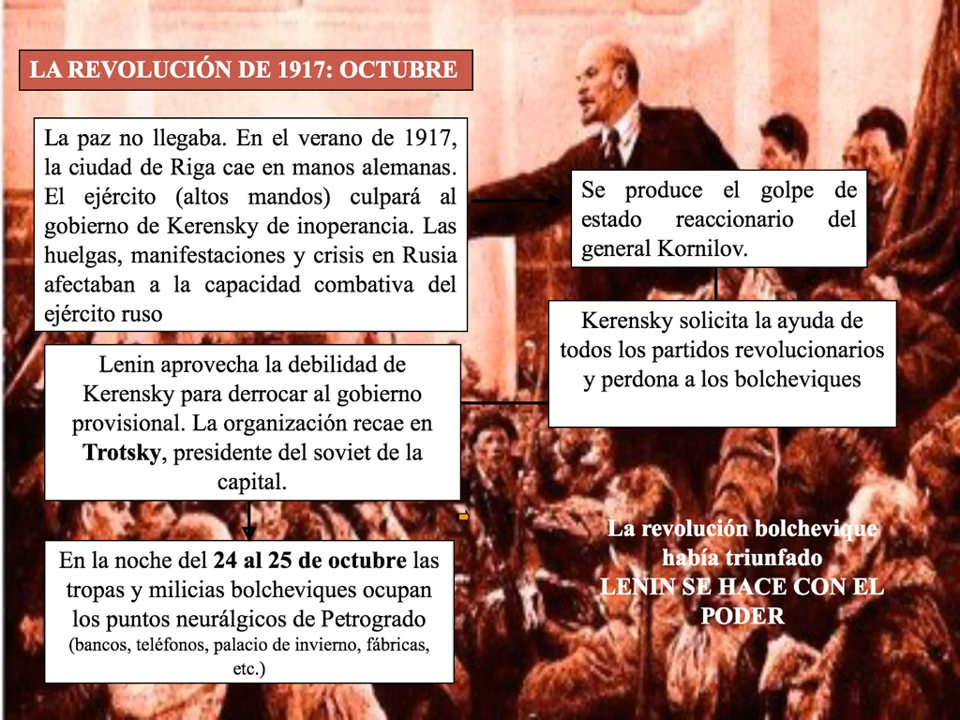 LA REVOLUCIÓN DE 1917: OCTUBRE
La paz no llegaba. En el verano de 1917,
la ciudad de Riga cae en manos alemanas.
El ejército (altos mandos) culpará al
gobierno de Kerensky de inoperancia. Las
huelgas, manifestaciones y crisis en Rusia
afectaban a la capacidad combativa del
ejército ruso
Se produce el golpe de
estado reaccionario del
general Kornilov.
Kerensky solicita la ayuda de
todos los partidos revolucionarios
y perdona a los bolcheviques
Lenin aprovecha la debilidad de
Kerensky para derrocar al gobierno
provisional. La organización recae en
Trotsky, presidente del soviet de la
capital.
En la noche del 24 al 25 de octubre las
tropas y milicias bolcheviques ocupan
los puntos neurálgicos de Petrogrado
(bancos, teléfonos, palacio de invierno, fábricas,
etc.)
La revolución bolchevique
había triunfado
LENIN SE HACE CON EL
PODER